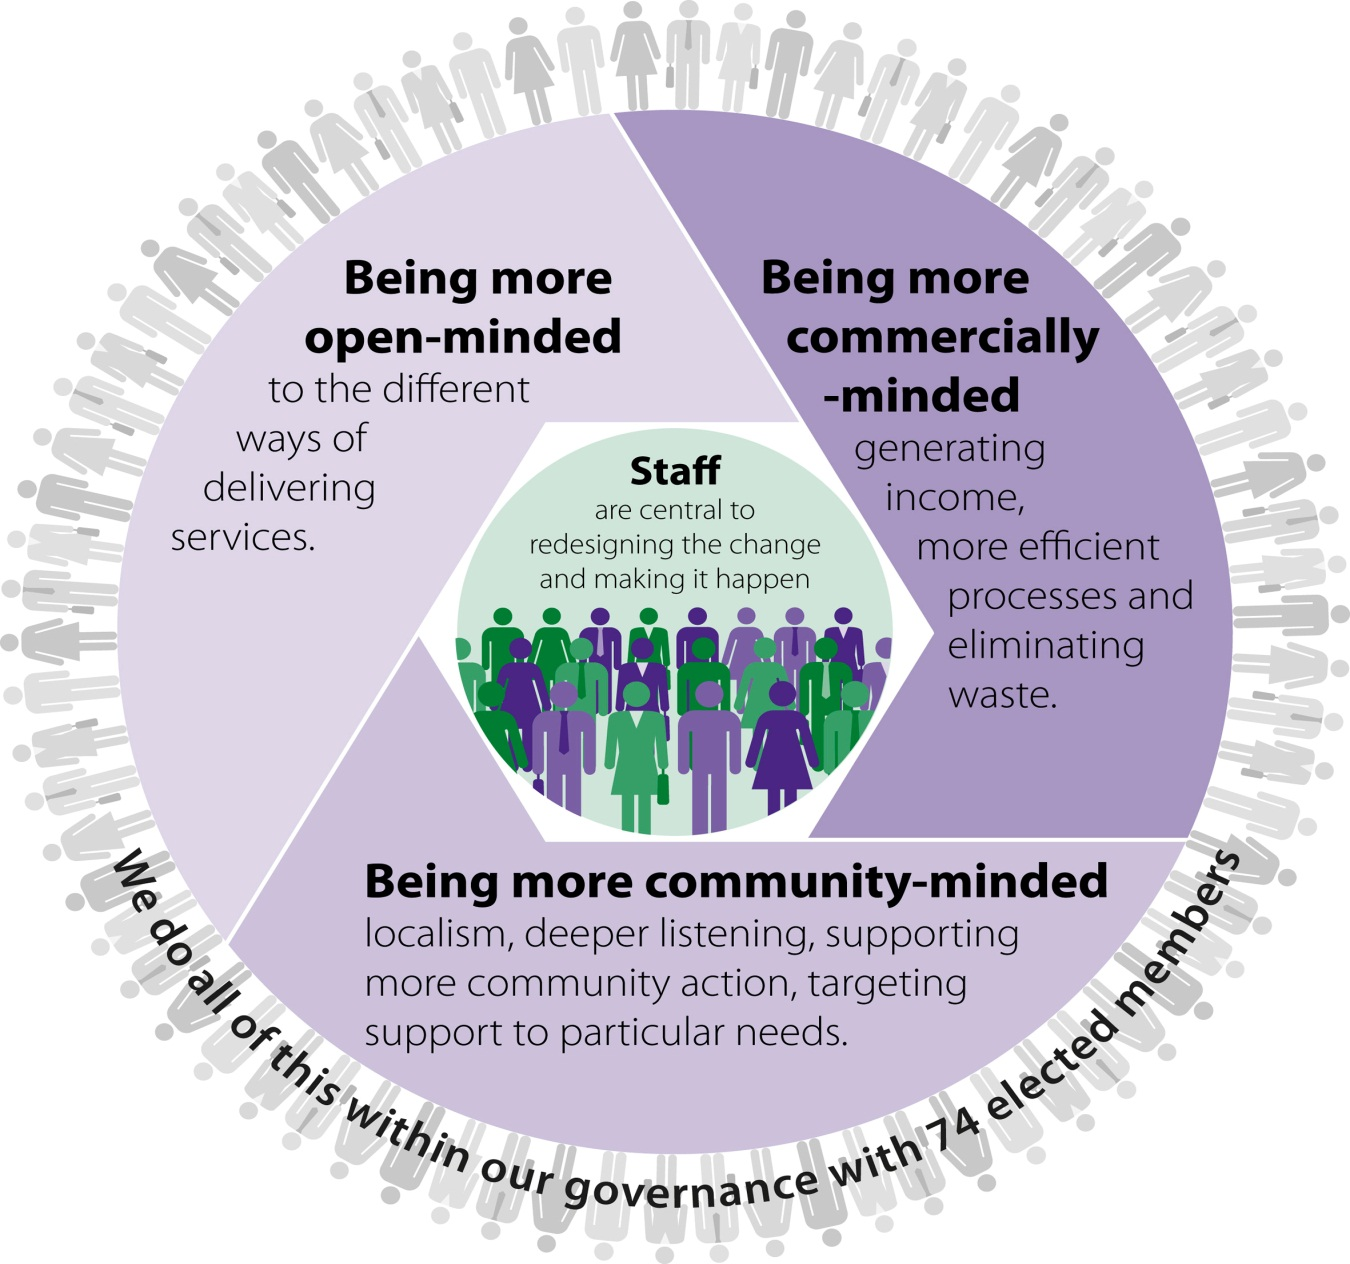 Being more
open-minded
to the different
ways of
delivering
services.
Being more
commercially
-minded
generating
income,
more efficient
processes and
eliminating
waste.
Staff
are central to
redesigning the change
and making it happen
Being more community-minded
localism, deeper listening, supporting
more community action, targeting
support to particular needs.
We do all of this within our governance with 74 elected members